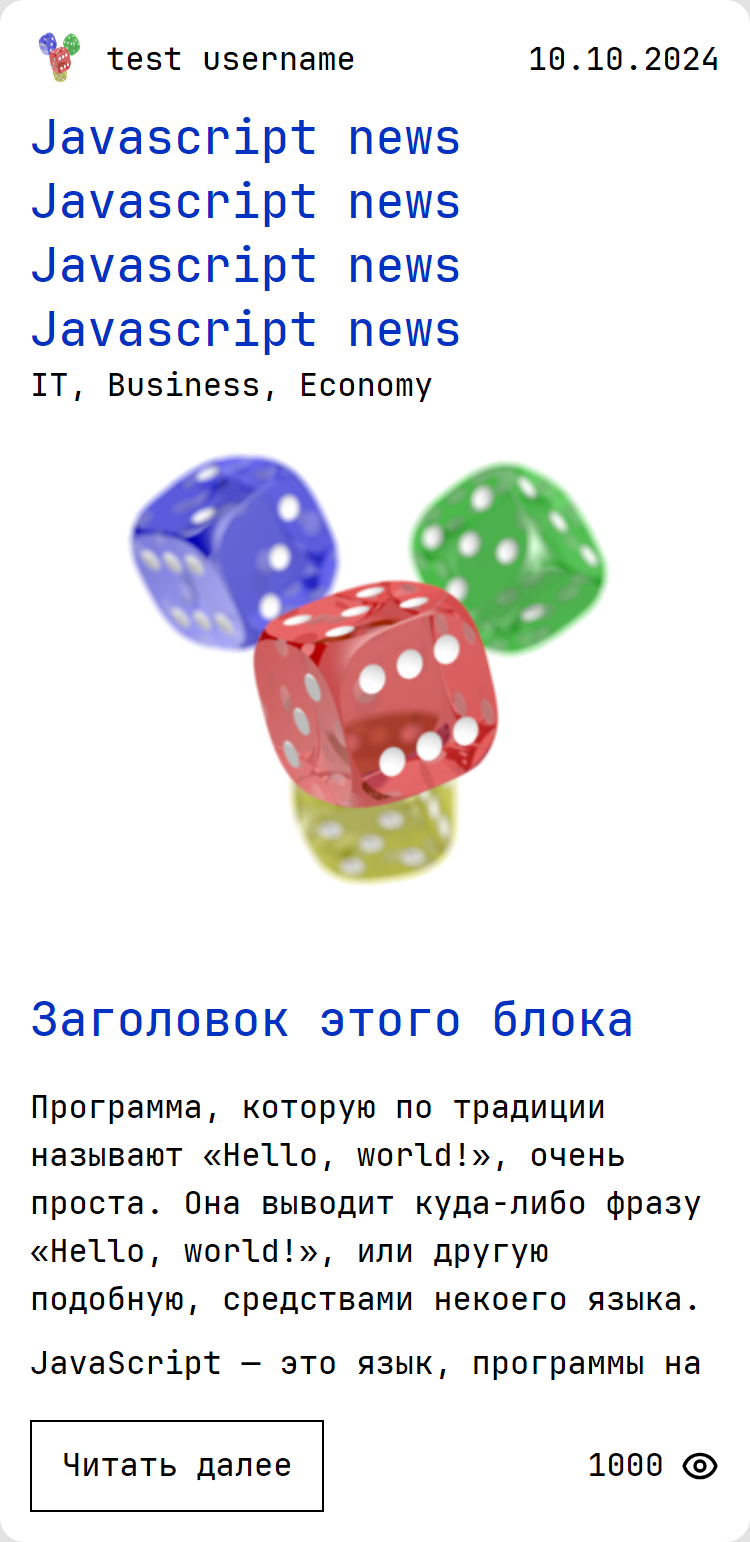 test username 10.10.2024
Javascript news
Javascript news
Javascript news
Javascript news
IT, Business, Economy
Заголовок этого блока
Программа, которую по традиции
называют «Hello, world!», очень
проста. Она выводит куда-либо фразу
«Hello, world!», или другую
подобную, средствами некоего языка.
JavaScript — это язык, программы на
Читать далее 1000